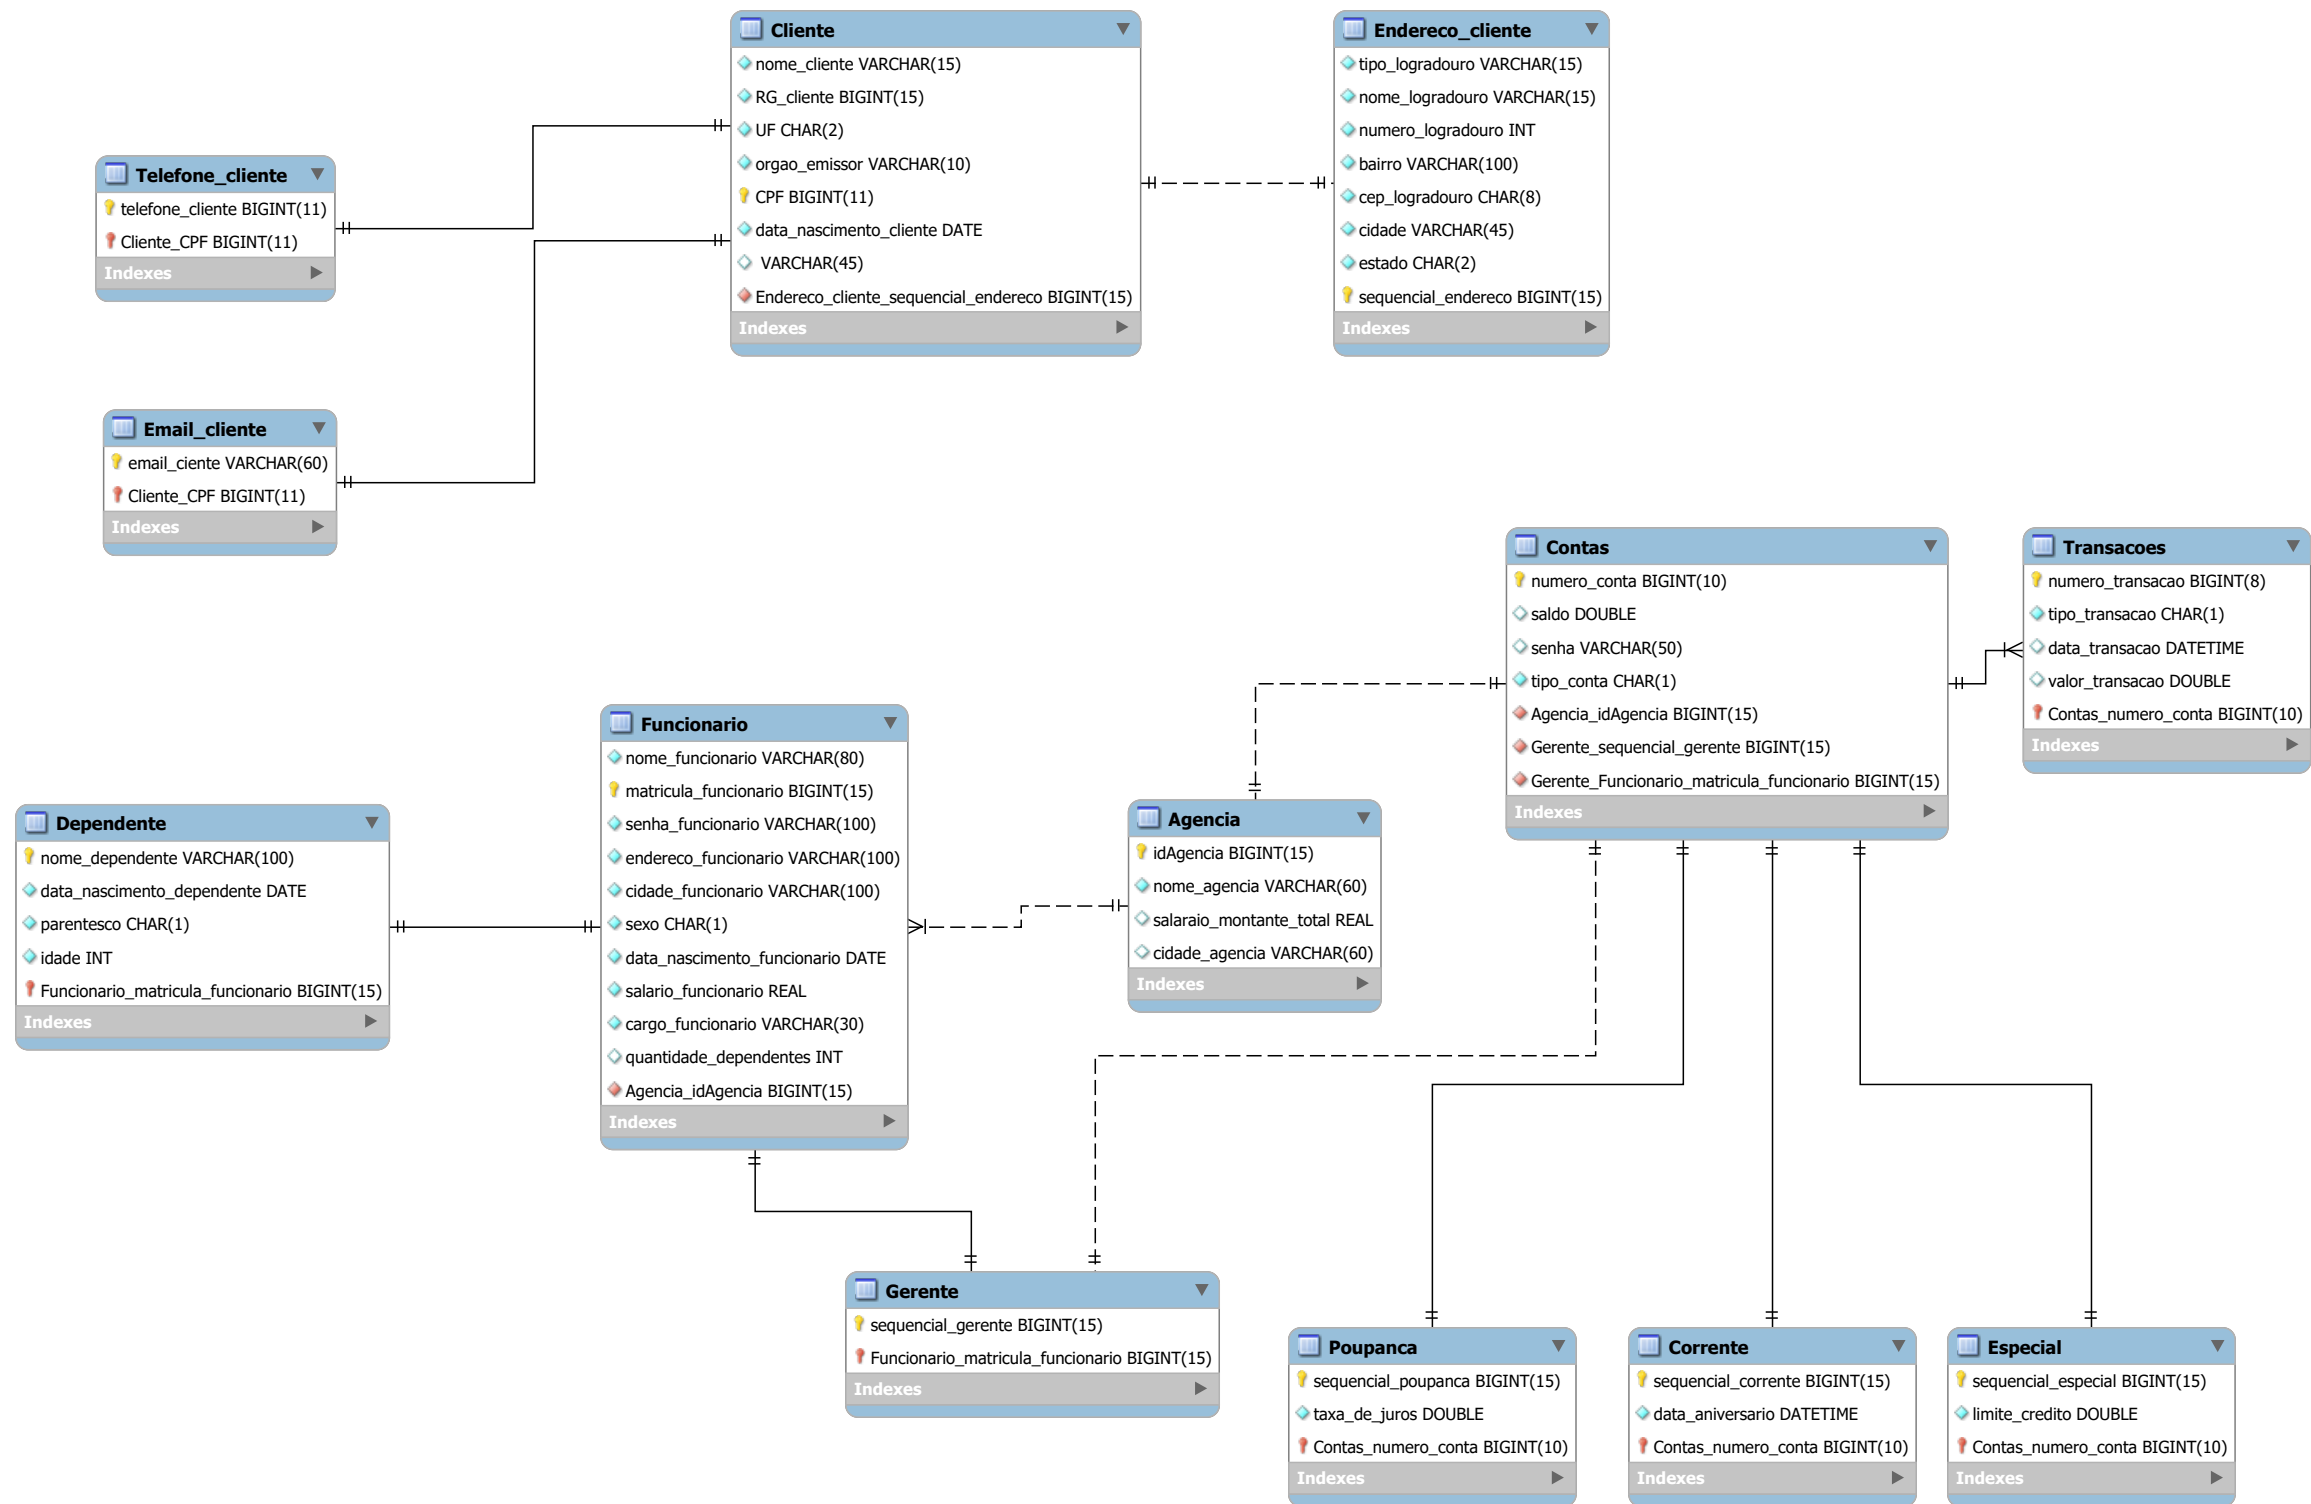 Cliente
nome_cliente VARCHAR(15)
RG_cliente BIGINT(15)
UF CHAR(2)
orgao_emissor VARCHAR(10)
CPF BIGINT(11)
data_nascimento_cliente DATE
VARCHAR(45)
Endereco_cliente_sequencial_endereco BIGINT(15)
Indexes
Endereco_cliente
tipo_logradouro VARCHAR(15)
nome_logradouro VARCHAR(15)
numero_logradouro INT
bairro VARCHAR(100)
cep_logradouro CHAR(8)
cidade VARCHAR(45)
estado CHAR(2)
sequencial_endereco BIGINT(15)
Indexes
Telefone_cliente
telefone_cliente BIGINT(11)
Cliente_CPF BIGINT(11)
Indexes
Email_cliente
email_ciente VARCHAR(60)
Cliente_CPF BIGINT(11)
Indexes
Contas
numero_conta BIGINT(10)
saldo DOUBLE
senha VARCHAR(50)
tipo_conta CHAR(1)
Agencia_idAgencia BIGINT(15)
Gerente_sequencial_gerente BIGINT(15)
Gerente_Funcionario_matricula_funcionario BIGINT(15)
Indexes
Transacoes
numero_transacao BIGINT(8)
tipo_transacao CHAR(1)
data_transacao DATETIME
valor_transacao DOUBLE
Contas_numero_conta BIGINT(10)
Indexes
Funcionario
nome_funcionario VARCHAR(80)
matricula_funcionario BIGINT(15)
senha_funcionario VARCHAR(100)
endereco_funcionario VARCHAR(100)
cidade_funcionario VARCHAR(100)
sexo CHAR(1)
data_nascimento_funcionario DATE
salario_funcionario REAL
cargo_funcionario VARCHAR(30)
quantidade_dependentes INT
Agencia_idAgencia BIGINT(15)
Indexes
Dependente
nome_dependente VARCHAR(100)
data_nascimento_dependente DATE
parentesco CHAR(1)
idade INT
Funcionario_matricula_funcionario BIGINT(15)
Indexes
Agencia
idAgencia BIGINT(15)
nome_agencia VARCHAR(60)
salaraio_montante_total REAL
cidade_agencia VARCHAR(60)
Indexes
Gerente
sequencial_gerente BIGINT(15)
Funcionario_matricula_funcionario BIGINT(15)
Indexes
Poupanca
sequencial_poupanca BIGINT(15)
taxa_de_juros DOUBLE
Contas_numero_conta BIGINT(10)
Indexes
Corrente
sequencial_corrente BIGINT(15)
data_aniversario DATETIME
Contas_numero_conta BIGINT(10)
Indexes
Especial
sequencial_especial BIGINT(15)
limite_credito DOUBLE
Contas_numero_conta BIGINT(10)
Indexes